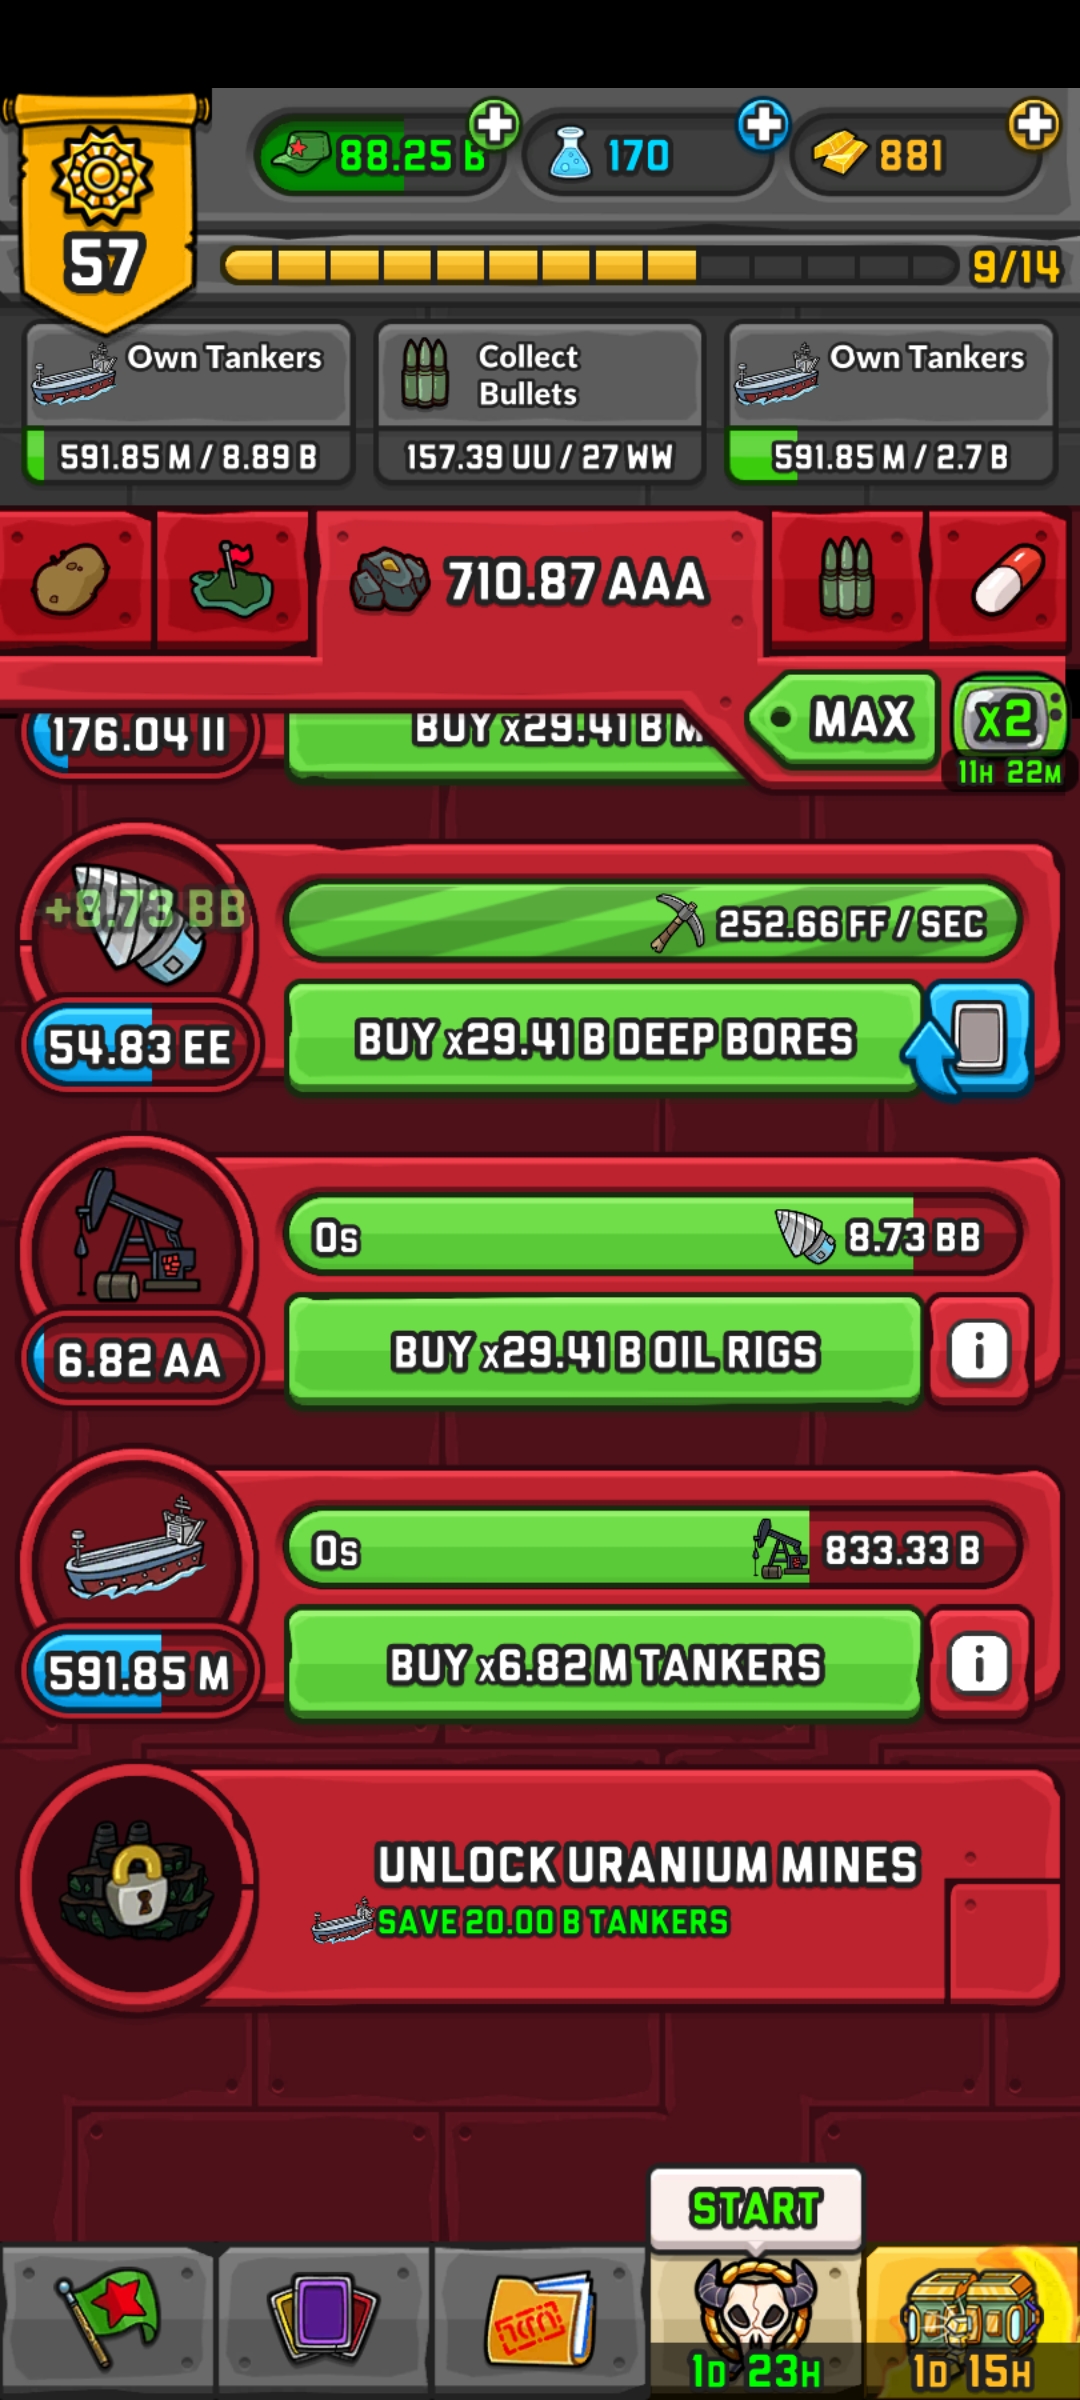 88.25 B
170
881
57
9/14
Own Tankers
591.85 M / 8.89 B
Collect
Bullets
157.39 UU / 27 WW
Own Tankers
591.85 M / 2.7 B
710.87 AAA
MAX
x2
11H 22M
176.04 II
BUY x29.41 B M
+8.73 BB
252.66 FF / SEC
54.83 EE
BUY x29.41 B DEEP BORES
0s
8.73 BB
6.82 AA
BUY x29.41 B OIL RIGS
i
0s
833.33 B
591.85 M
BUY x6.82 M TANKERS
i
UNLOCK URANIUM MINES
SAVE 20.00 B TANKERS
START
1D 23H
1D 15H